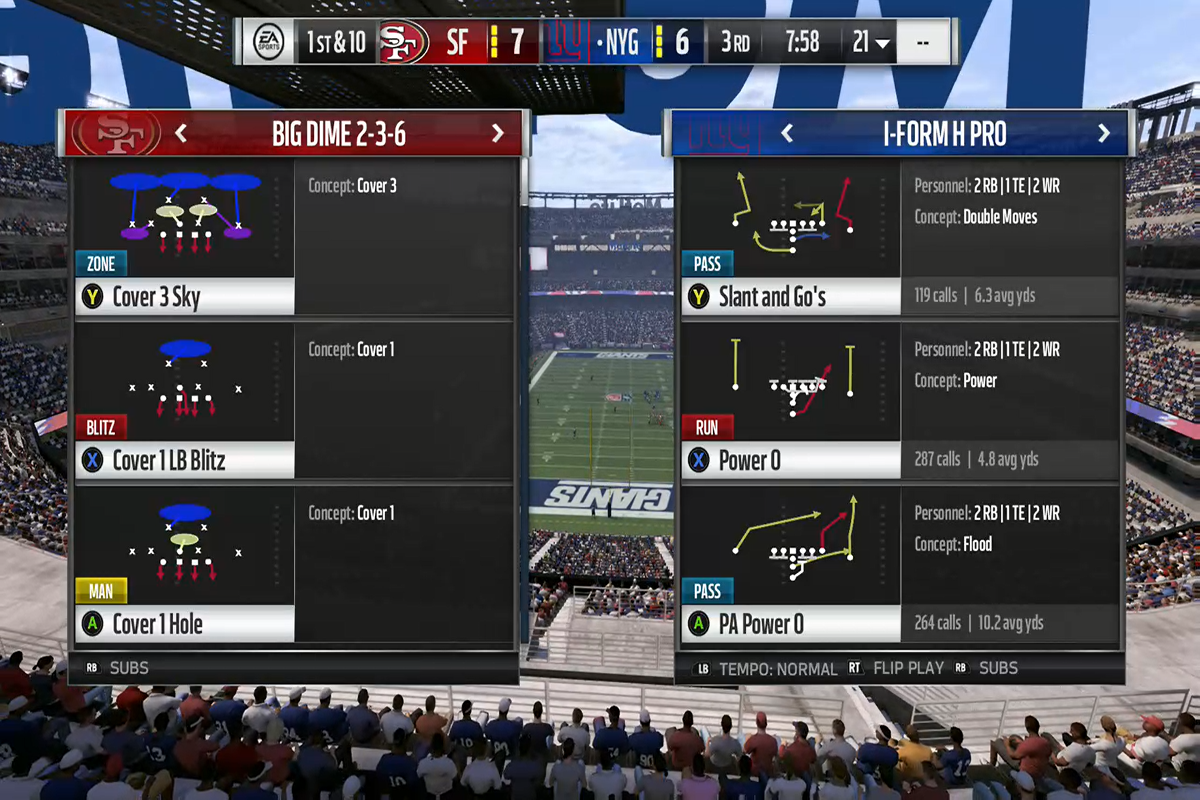 EA SPORTS 1ST & 10 SF SF 7 NYG 6 3RD 7:58 21 --
BIG DIME 2-3-6
Concept: Cover 3
ZONE
Y Cover 3 Sky
Concept: Cover 1
BLITZ
X Cover 1 LB Blitz
Concept: Cover 1
MAN
A Cover 1 Hole
RB SUBS
I-FORM H PRO
Personnel: 2 RB | 1 TE | 2 WR
Concept: Double Moves
PASS
Y Slant and Go's
119 calls | 6.3 avg yds
Personnel: 2 RB | 1 TE | 2 WR
Concept: Power
RUN
X Power O
287 calls | 4.8 avg yds
Personnel: 2 RB | 1 TE | 2 WR
Concept: Flood
PASS
A PA Power O
264 calls | 10.2 avg yds
LB TEMPO: NORMAL RT FLIP PLAY RB SUBS
GIANTS
GIANTS